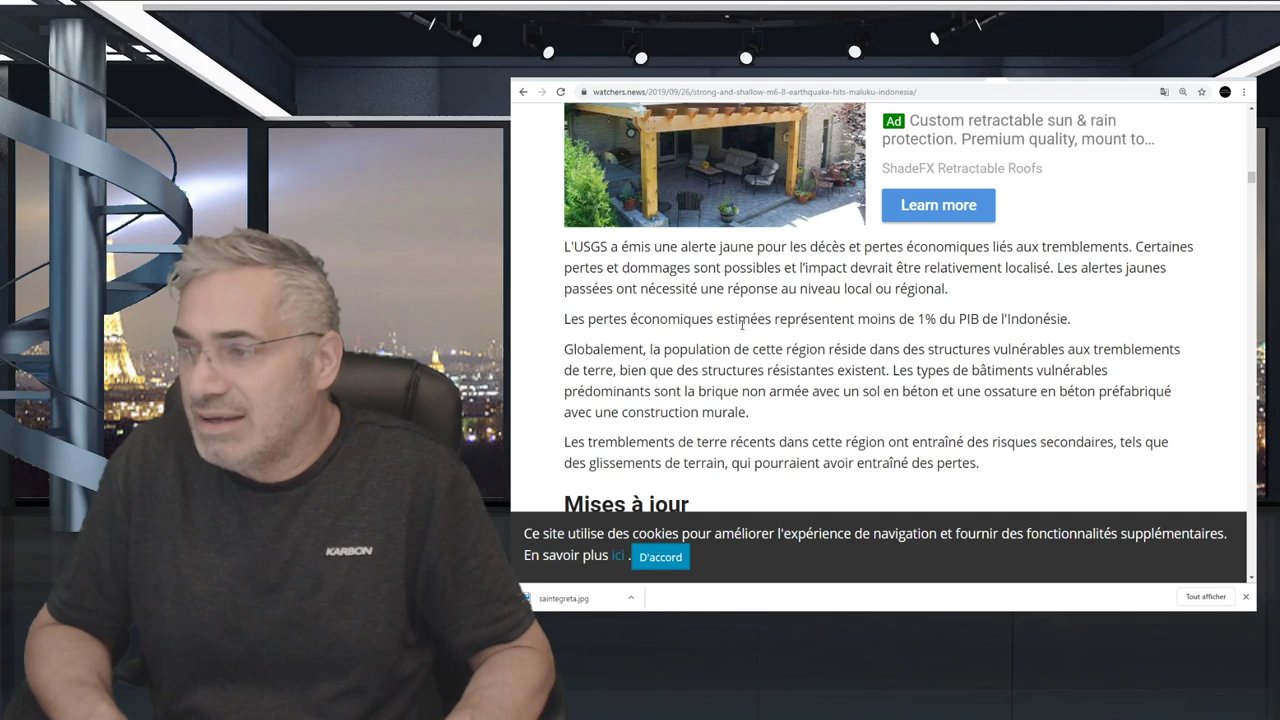 watchers.news/2019/09/26/strong-and-shallow-m6-8-earthquake-hits-maluku-indonesia/
Ad Custom retractable sun & rain
protection. Premium quality, mount to...
ShadeFX Retractable Roofs
Learn more
L'USGS a émis une alerte jaune pour les décès et pertes économiques liés aux tremblements. Certaines
pertes et dommages sont possibles et l'impact devrait être relativement localisé. Les alertes jaunes
passées ont nécessité une réponse au niveau local ou régional.
Les pertes économiques estimées représentent moins de 1% du PIB de l'Indonésie.
Globalement, la population de cette région réside dans des structures vulnérables aux tremblements
de terre, bien que des structures résistantes existent. Les types de bâtiments vulnérables
prédominants sont la brique non armée avec un sol en béton et une ossature en béton préfabriqué
avec une construction murale.
Les tremblements de terre récents dans cette région ont entraîné des risques secondaires, tels que
des glissements de terrain, qui pourraient avoir entraîné des pertes.
Mises à jour
Ce site utilise des cookies pour améliorer l'expérience de navigation et fournir des fonctionnalités supplémentaires.
En savoir plus ici . D'accord
saintegreta.jpg
Tout afficher
KARBON